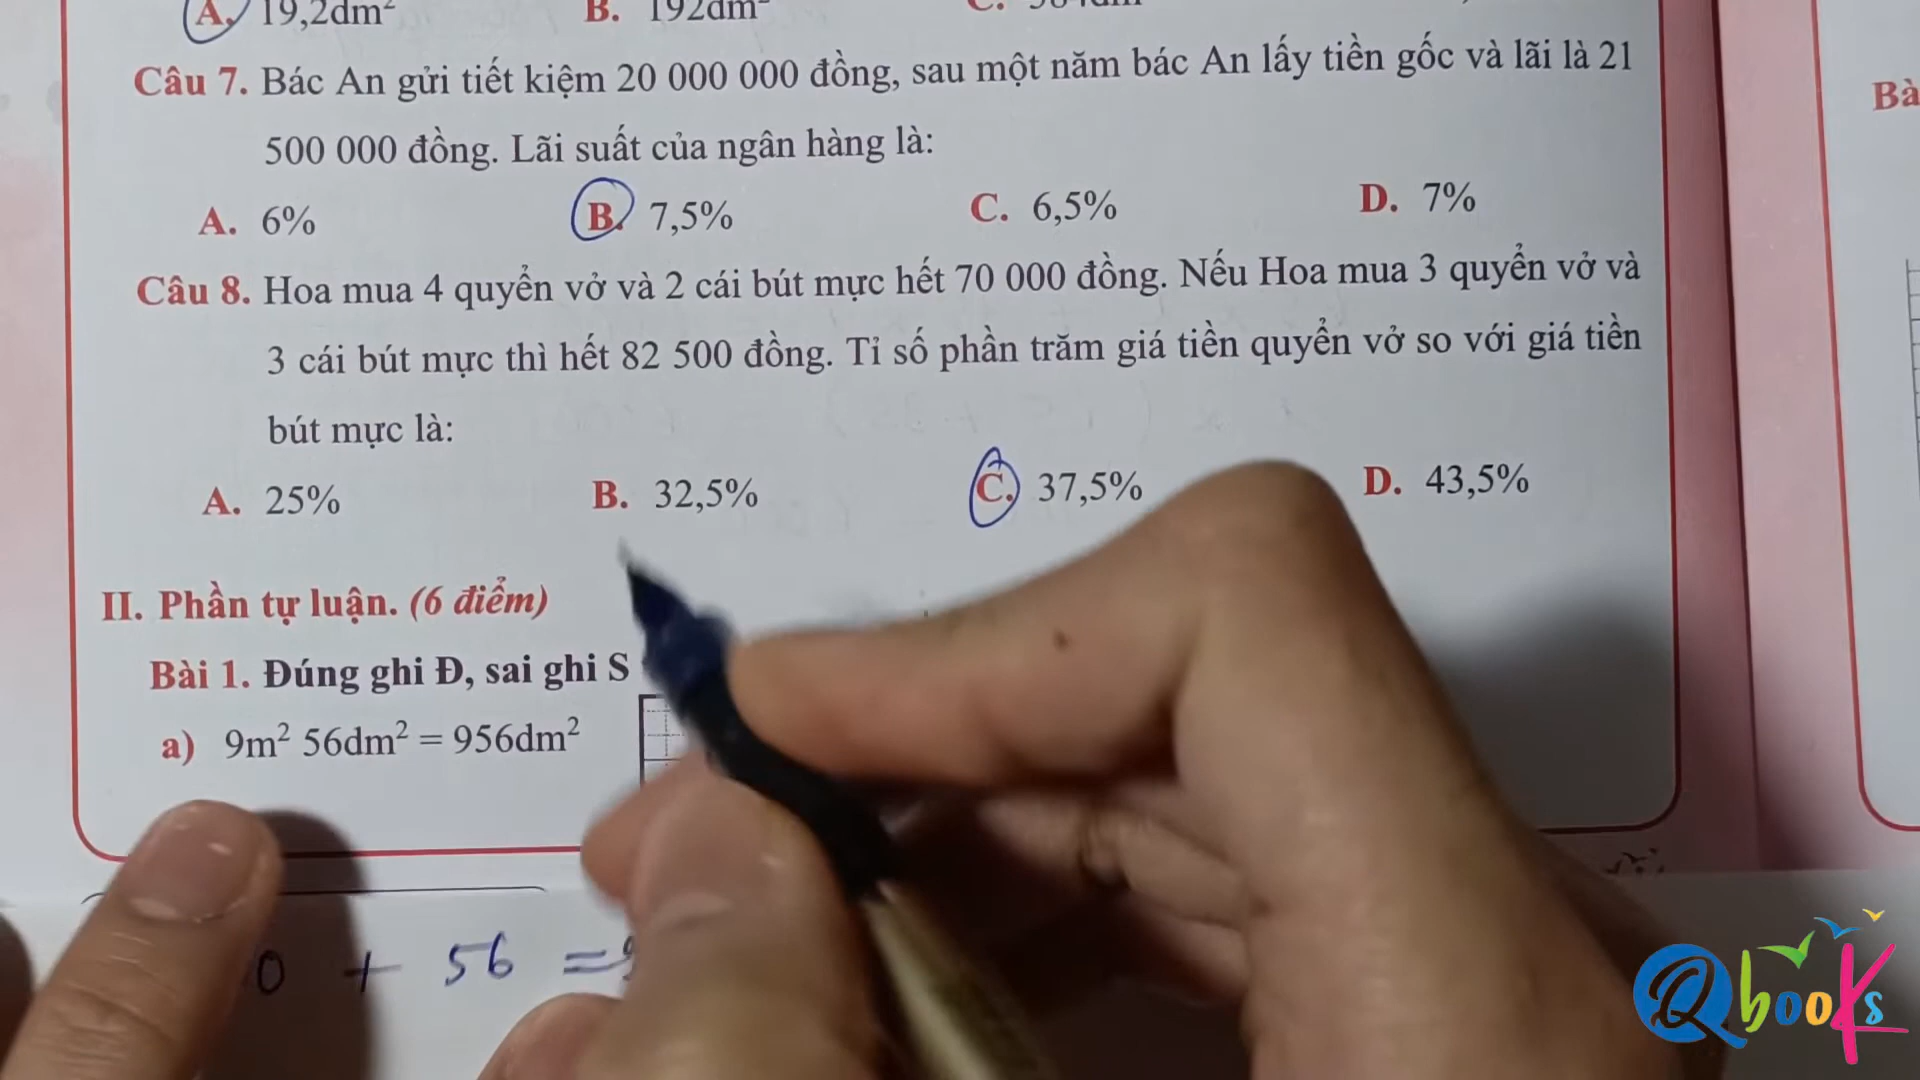 A. 19,2dm² B. 192dm²
Câu 7. Bác An gửi tiết kiệm 20 000 000 đồng, sau một năm bác An lấy tiền gốc và lãi là 21
500 000 đồng. Lãi suất của ngân hàng là:
A. 6% B. 7,5% C. 6,5% D. 7%
Câu 8. Hoa mua 4 quyển vở và 2 cái bút mực hết 70 000 đồng. Nếu Hoa mua 3 quyển vở và
3 cái bút mực thì hết 82 500 đồng. Tỉ số phần trăm giá tiền quyển vở so với giá tiền
bút mực là:
A. 25% B. 32,5% C. 37,5% D. 43,5%
II. Phần tự luận. (6 điểm)
Bài 1. Đúng ghi Đ, sai ghi S
a) 9m² 56dm² = 956dm²
0 + 56 =
Bà
Qbooks